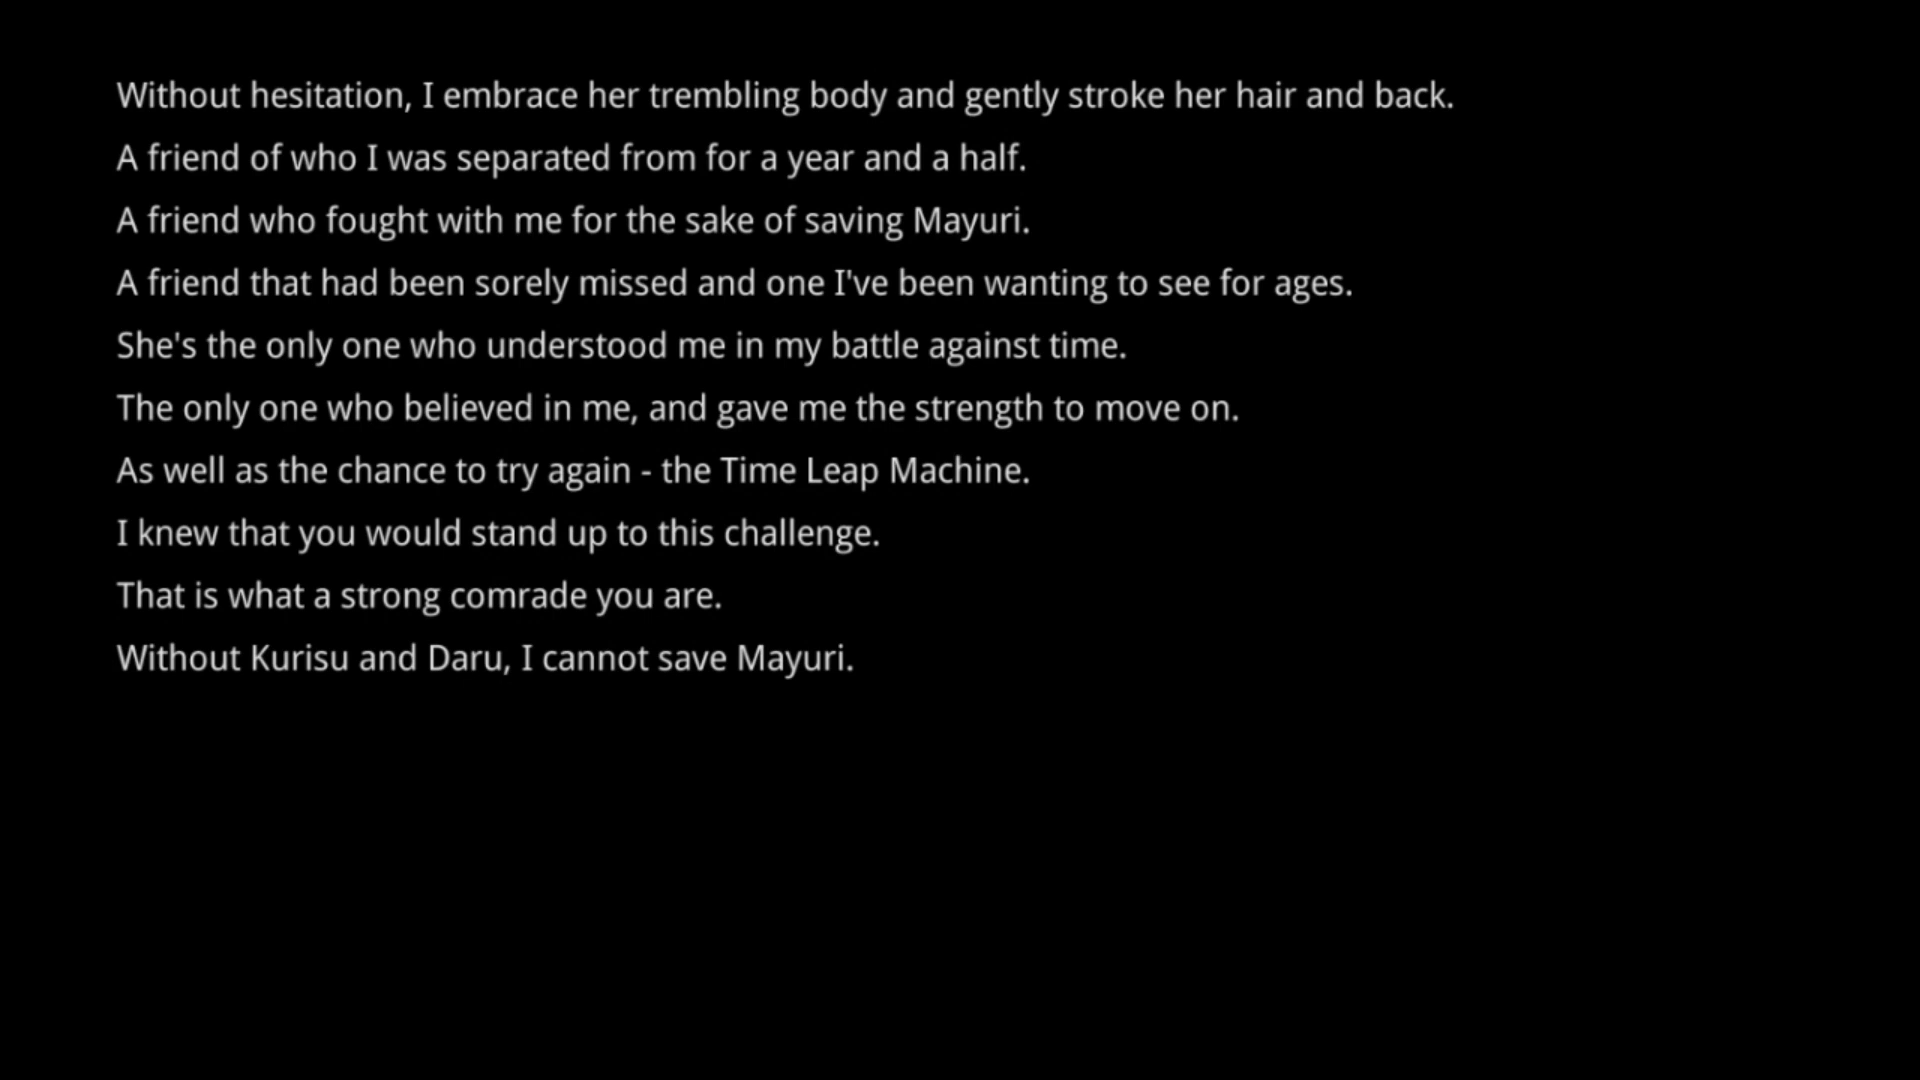 Without hesitation, I embrace her trembling body and gently stroke her hair and back.
A friend of who I was separated from for a year and a half.
A friend who fought with me for the sake of saving Mayuri.
A friend that had been sorely missed and one I've been wanting to see for ages.
She's the only one who understood me in my battle against time.
The only one who believed in me, and gave me the strength to move on.
As well as the chance to try again - the Time Leap Machine.
I knew that you would stand up to this challenge.
That is what a strong comrade you are.
Without Kurisu and Daru, I cannot save Mayuri.